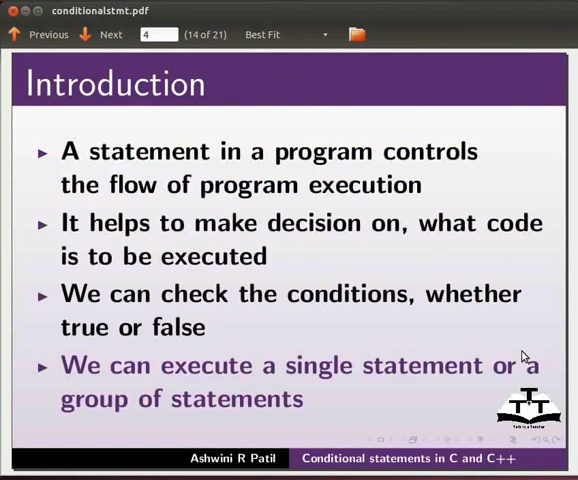 conditionalstmt.pdf
Previous Next 4 (14 of 21) Best Fit
Introduction
A statement in a program controls
the flow of program execution
It helps to make decision on, what code
is to be executed
We can check the conditions, whether
true or false
We can execute a single statement or a
group of statements
Ashwini R Patil Conditional statements in C and C++